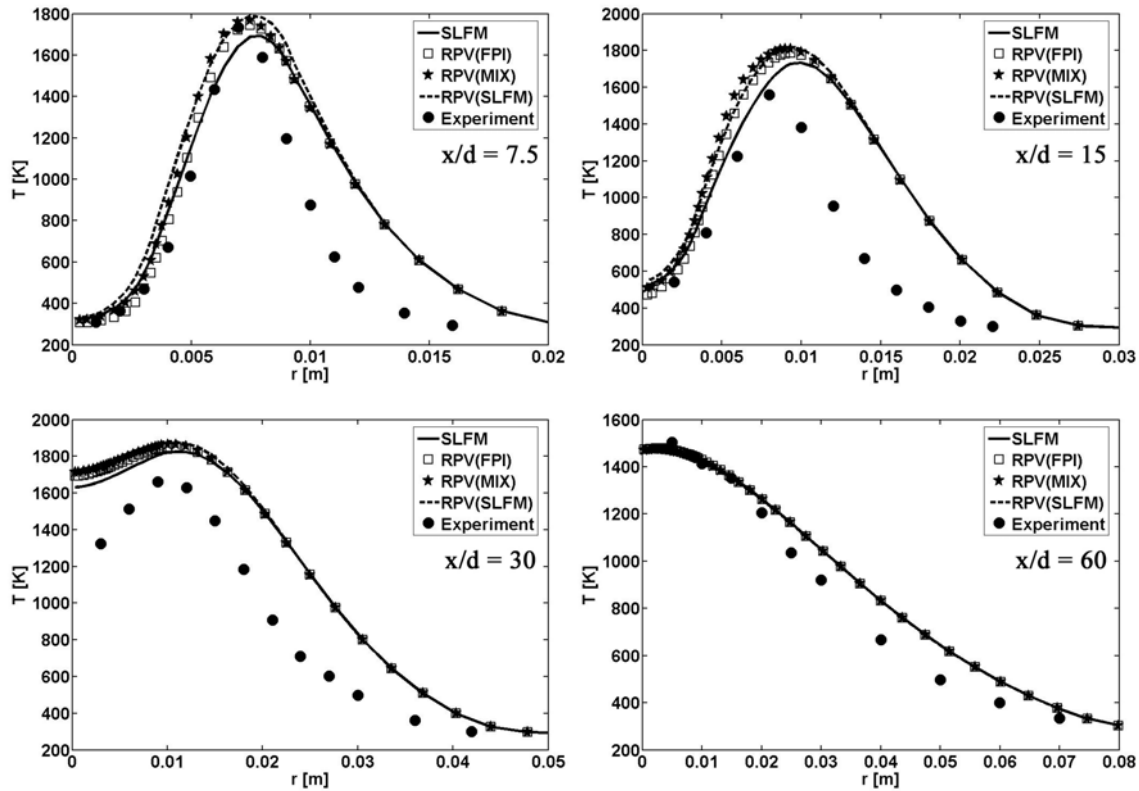 1800
1600
1400
1200
1000
800
600
400
200
T [K]
0
0.005
0.01
0.015
0.02
r [m]
SLFM
RPV(FPI)
RPV(MIX)
RPV(SLFM)
Experiment
x/d = 7.5
2000
1800
1600
1400
1200
1000
800
600
400
200
T [K]
0
0.005
0.01
0.015
0.02
0.025
0.03
r [m]
SLFM
RPV(FPI)
RPV(MIX)
RPV(SLFM)
Experiment
x/d = 15
2000
1800
1600
1400
1200
1000
800
600
400
200
T [K]
0
0.01
0.02
0.03
0.04
0.05
r [m]
SLFM
RPV(FPI)
RPV(MIX)
RPV(SLFM)
Experiment
x/d = 30
1600
1400
1200
1000
800
600
400
200
T [K]
0
0.01
0.02
0.03
0.04
0.05
0.06
0.07
0.08
r [m]
SLFM
RPV(FPI)
RPV(MIX)
RPV(SLFM)
Experiment
x/d = 60